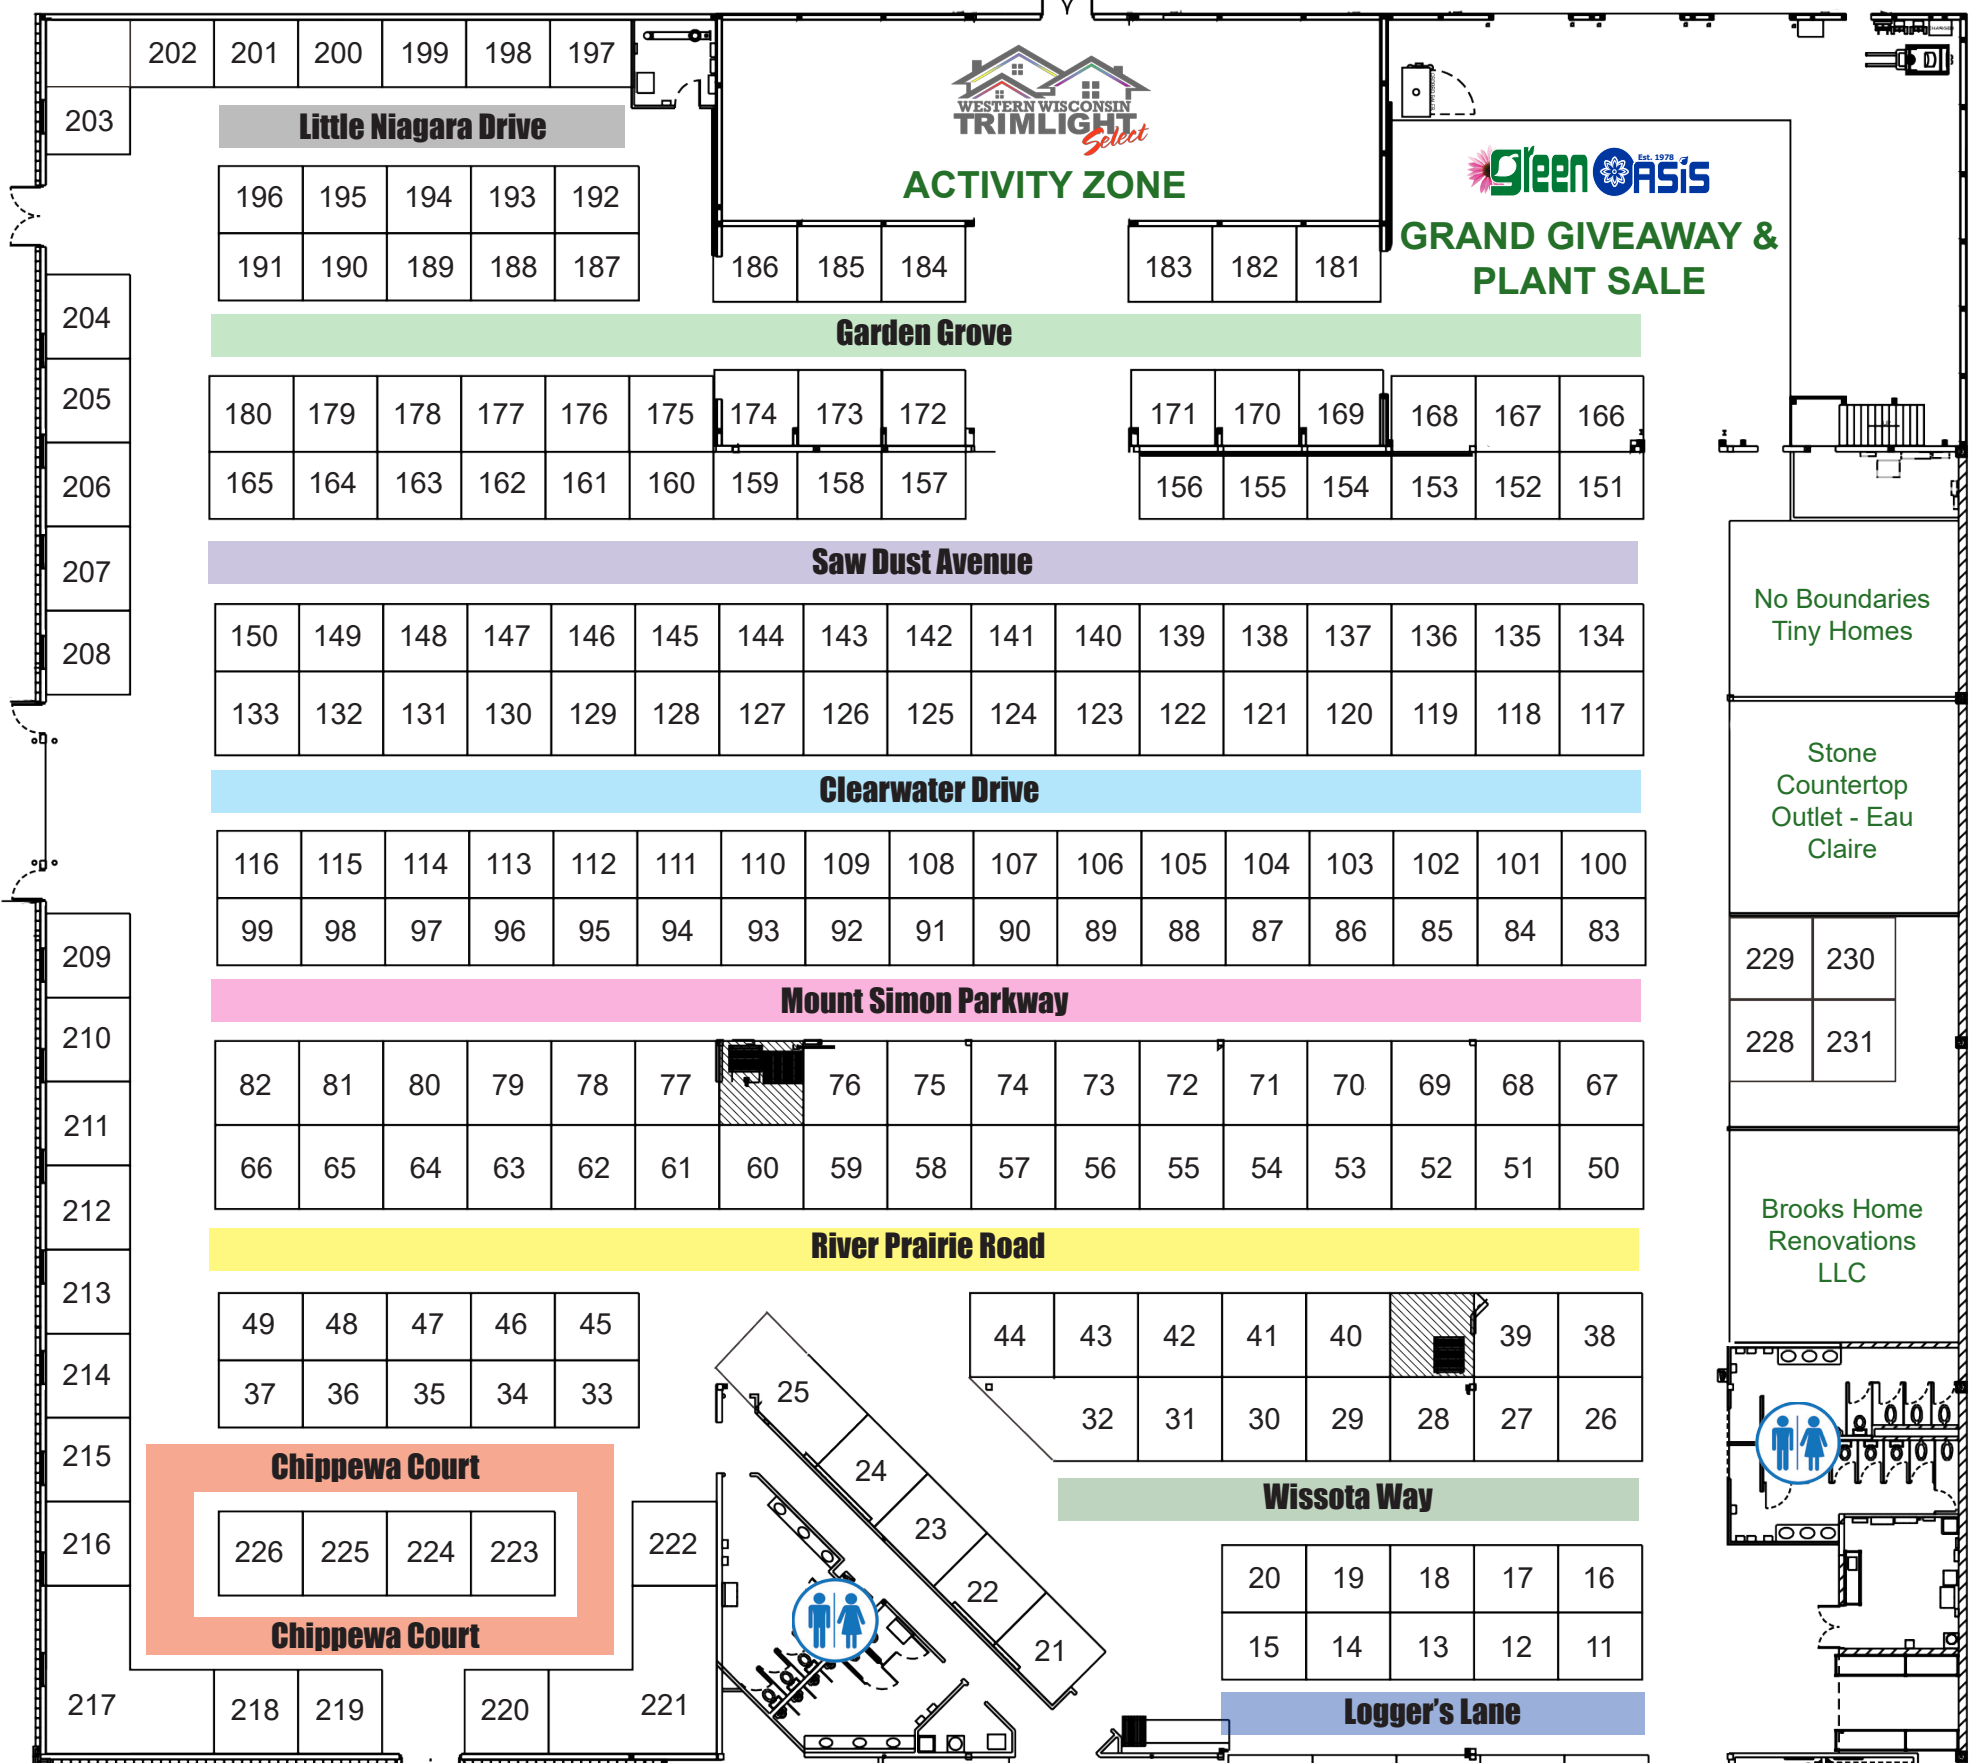 202 201 200 199 198 197
203
Little Niagara Drive
196 195 194 193 192
191 190 189 188 187
WESTERN WISCONSIN
TRIMLIGHT
Select
ACTIVITY ZONE
green Est. 1978 OASIS
GRAND GIVEAWAY &
PLANT SALE
186 185 184 183 182 181
204
Garden Grove
205
180 179 178 177 176 175 174 173 172 171 170 169 168 167 166
206
165 164 163 162 161 160 159 158 157 156 155 154 153 152 151
Saw Dust Avenue
207
208
150 149 148 147 146 145 144 143 142 141 140 139 138 137 136 135 134
133 132 131 130 129 128 127 126 125 124 123 122 121 120 119 118 117
No Boundaries
Tiny Homes
Stone
Countertop
Outlet - Eau
Claire
Clearwater Drive
116 115 114 113 112 111 110 109 108 107 106 105 104 103 102 101 100
99 98 97 96 95 94 93 92 91 90 89 88 87 86 85 84 83
209
229 230
228 231
Mount Simon Parkway
210
82 81 80 79 78 77 76 75 74 73 72 71 70 69 68 67
211
66 65 64 63 62 61 60 59 58 57 56 55 54 53 52 51 50
212
River Prairie Road
Brooks Home
Renovations
LLC
213
49 48 47 46 45
37 36 35 34 33
214
44 43 42 41 40 39 38
32 31 30 29 28 27 26
25
24
23
22
21
215
Chippewa Court
216
226 225 224 223
222
Chippewa Court
Wissota Way
20 19 18 17 16
15 14 13 12 11
217 218 219 220 221
Logger's Lane